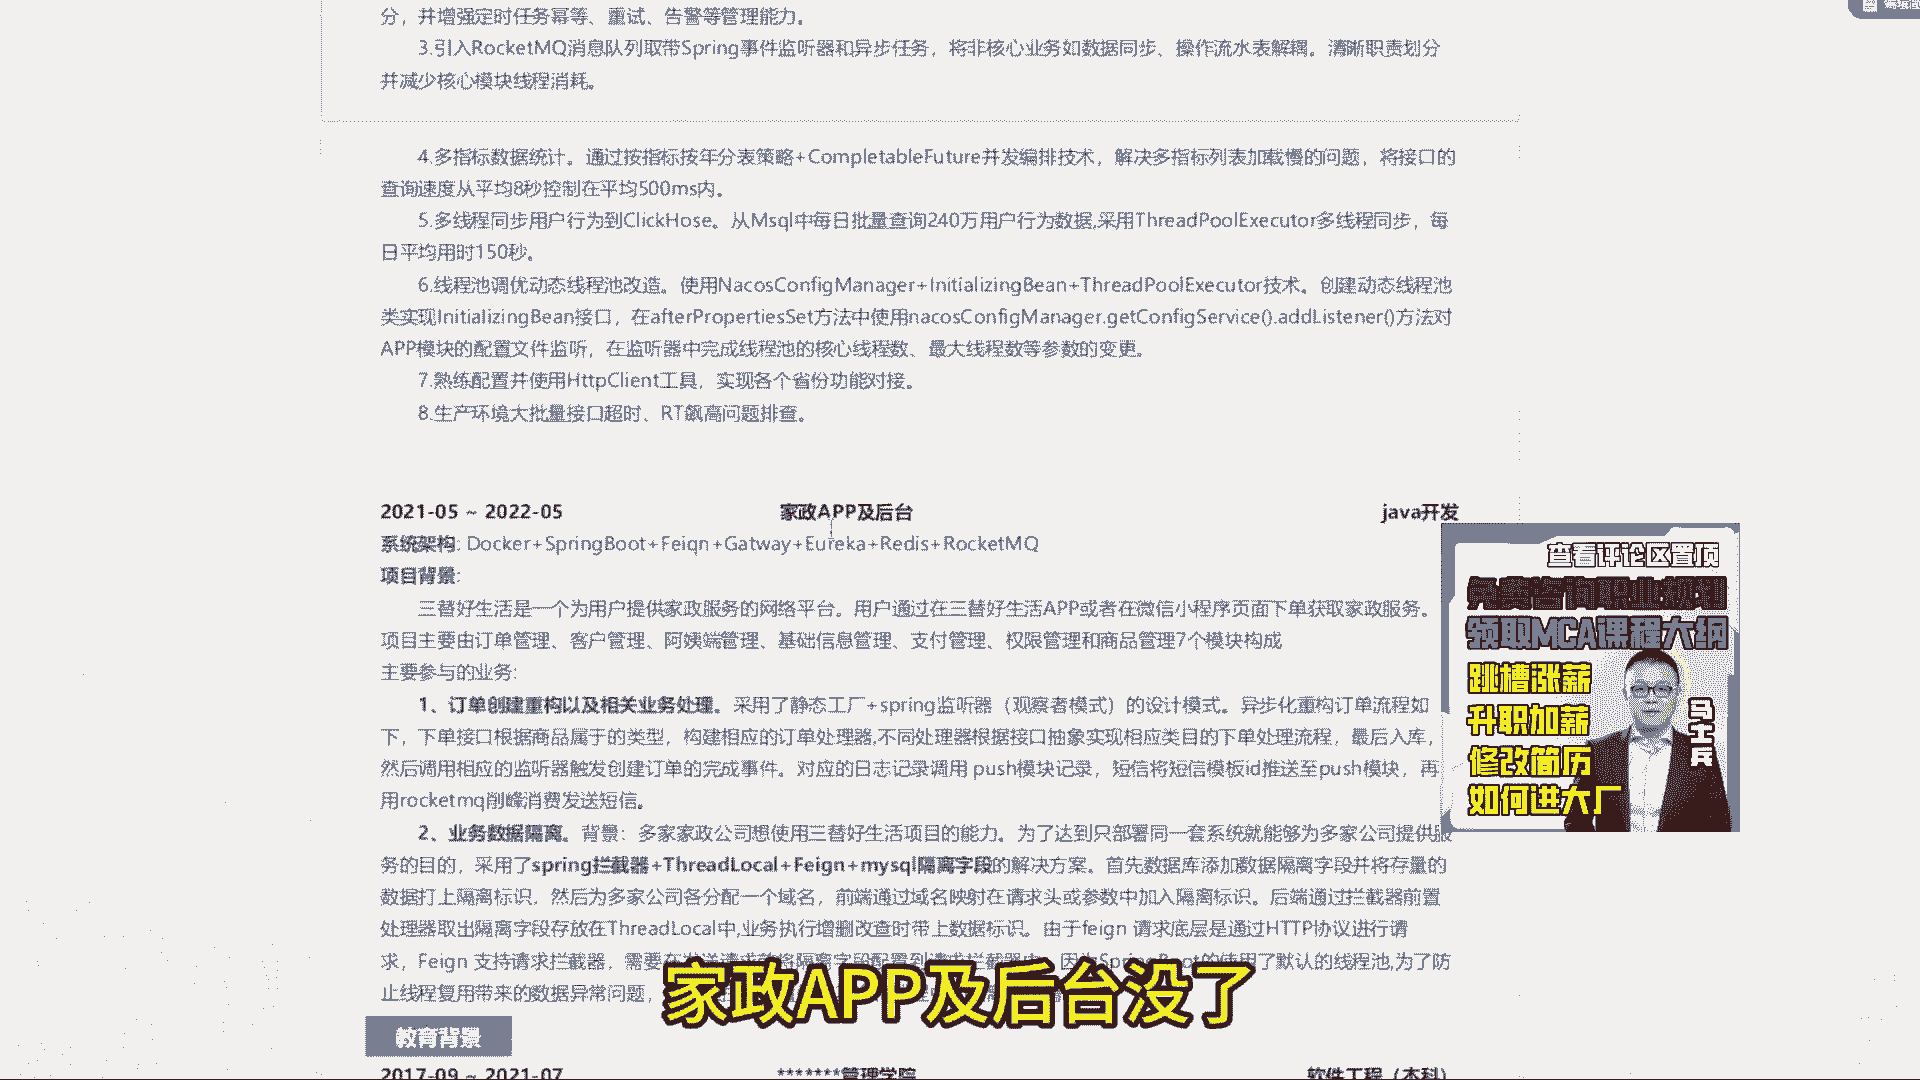 分，并增强定时任务幂等、重试、告警等管理能力。
3.引入RocketMQ消息队列取带Spring事件监听器和异步任务，将非核心业务如数据同步、操作流水表解耦。清晰职责划分
并减少核心模块线程消耗。
4.多指标数据统计。通过按指标按年分表策略+CompletableFuture并发编排技术，解决多指标列表加载慢的问题，将接口的
查询速度从平均8秒控制在平均500ms内。
5.多线程同步用户行为到ClickHose。从Msql中每日批量查询240万用户行为数据,采用ThreadPoolExecutor多线程同步，每
日平均用时150秒。
6.线程池调优动态线程池改造。使用NacosConfigManager+InitializingBean+ThreadPoolExecutor技术。创建动态线程池
类实现InitializingBean接口，在afterPropertiesSet方法中使用nacosConfigManager.getConfigService().addListener()方法对
APP模块的配置文件监听，在监听器中完成线程池的核心线程数、最大线程数等参数的变更。
7.熟练配置并使用HttpClient工具，实现各个省份功能对接。
8.生产环境大批量接口超时、RT飙高问题排查。
2021-05 ~ 2022-05 家政APP及后台 java开发
系统架构: Docker+SpringBoot+Feiqn+Gatway+Eureka+Redis+RocketMQ
项目背景:
三替好生活是一个为用户提供家政服务的网络平台。用户通过在三替好生活APP或者在微信小程序页面下单获取家政服务。
项目主要由订单管理、客户管理、阿姨端管理、基础信息管理、支付管理、权限管理和商品管理7个模块构成
主要参与的业务:
1、订单创建重构以及相关业务处理。采用了静态工厂+spring监听器（观察者模式）的设计模式。异步化重构订单流程如
下，下单接口根据商品属于的类型，构建相应的订单处理器,不同处理器根据接口抽象实现相应类目的下单处理流程，最后入库，
然后调用相应的监听器触发创建订单的完成事件。对应的日志记录调用 push模块记录，短信将短信模板id推送至push模块，再
用rocketmq削峰消费发送短信。
2、业务数据隔离。背景：多家家政公司想使用三替好生活项目的能力。为了达到只部署同一套系统就能够为多家公司提供服
务的目的，采用了spring拦截器+ThreadLocal+Feign+mysql隔离字段的解决方案。首先数据库添加数据隔离字段并将存量的
数据打上隔离标识，然后为多家公司各分配一个域名，前端通过域名映射在请求头或参数中加入隔离标识。后端通过拦截器前置
处理器取出隔离字段存放在ThreadLocal中,业务执行增删改查时带上数据标识。由于feign 请求底层是通过HTTP协议进行请
求，Feign 支持请求拦截器，需要在发送请求前将隔离字段配置到请求拦截器中。因为SpringBoot的使用了默认的线程池,为了防
止线程复用带来的数据异常问题，
家政APP及后台没了
教育背景
2017-09 ~ 2021-07 *******管理学院 软件工程（本科）
查看评论区置顶
免费咨询职业规划
领取MCA课程大纲
跳槽涨薪
升职加薪
修改简历
如何进大厂
马士兵